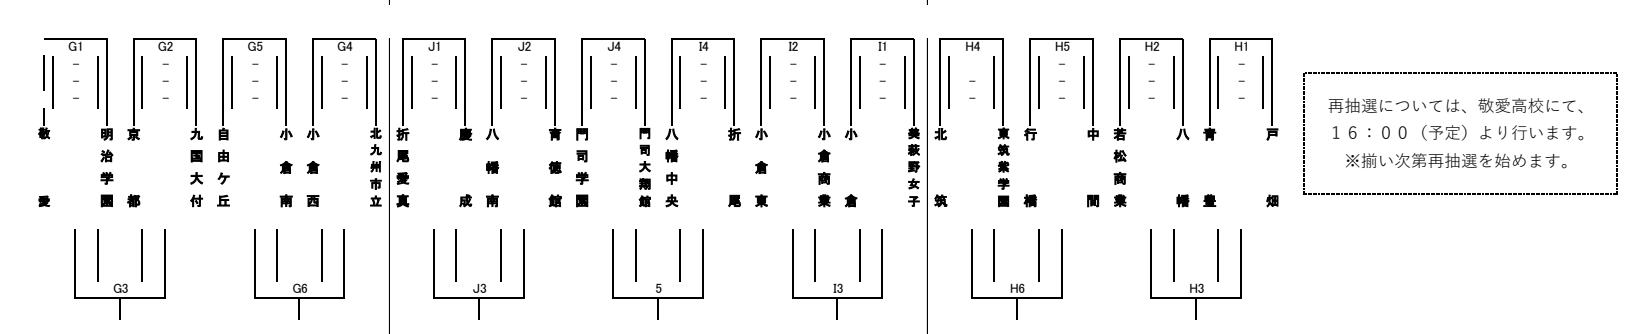 G1 G2 G5 G4 J1 J2 J4 I4 I2 I1 H4 H5 H2 H1
－ － － － － － － － － － － － －
－ － － － － － － － － － － － － －
－ － － － － － － － － － － － － －
敬愛
明治学園
京都
九国大付
自由ケ丘
小倉南
小倉西
北九州市立
折尾愛真
慶成
八幡南
育徳館
門司学園
門司大翔館
八幡中央
折尾
小倉東
小倉商業
小倉
美萩野女子
北筑
東筑紫学園
行橋
中間
若松商業
八幡
青豊
戸畑
G3 G6 J3 5 I3 H6 H3
再抽選については、敬愛高校にて、
１６：００（予定）より行います。
※揃い次第再抽選を始めます。